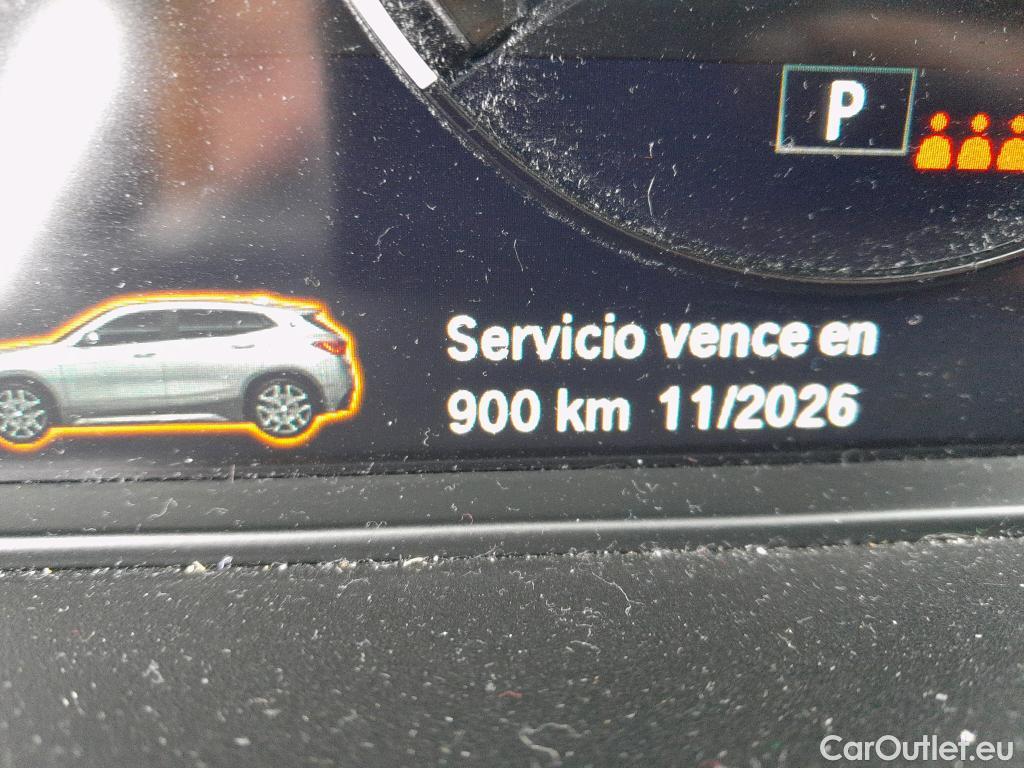 P
Servicio vence en
900 km 11/2026
CarOutlet.eu